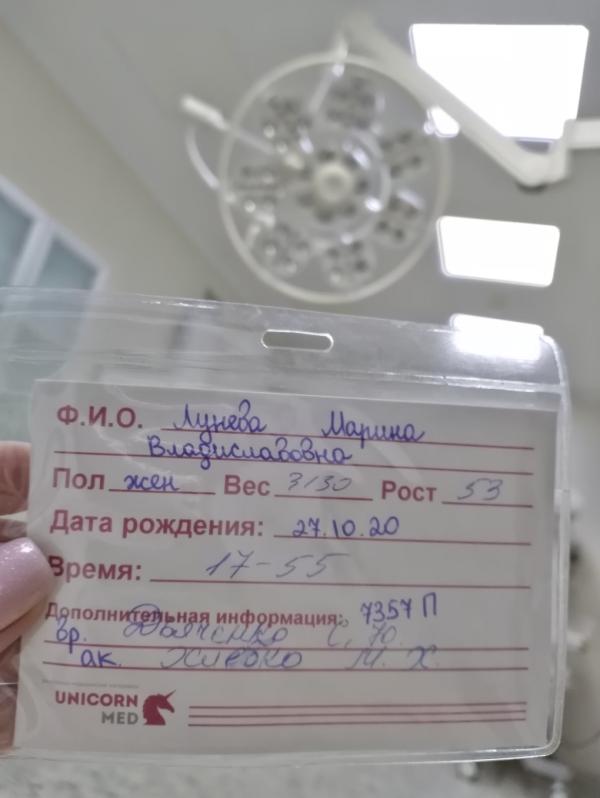 Ф.И.О. Лунева Марина
Владиславовна
Пол жен Вес 3130 Рост 53
Дата рождения: 27.10.20
Время: 17-55
Дополнительная информация: 7357 П
вр. Дьяченко
ак. М. Х.
UNICORN
MED